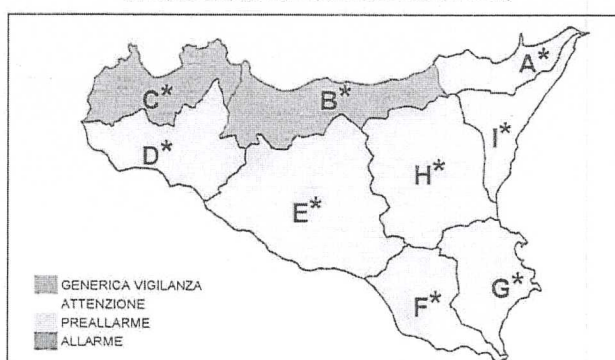 A*
C*
B*
I*
D*
H*
E*
G*
F*
GENERICA VIGILANZA
ATTENZIONE
PREALLARME
ALLARME